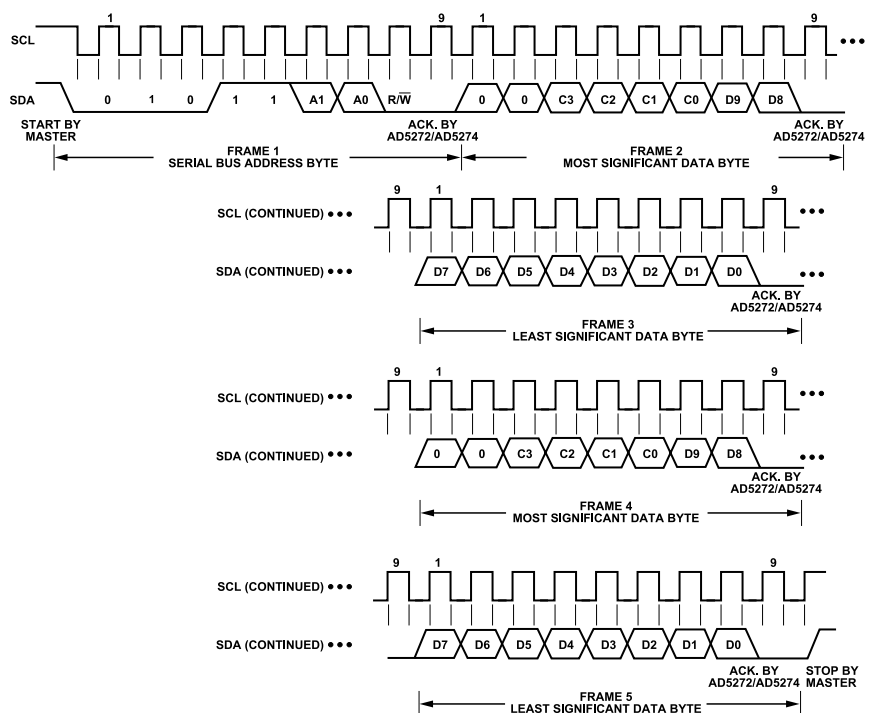 1 9 1 9
SCL
SDA 0 1 0 1 1 A1 A0 R/W̅ 0 0 C3 C2 C1 C0 D9 D8
START BY
MASTER
ACK. BY
AD5272/AD5274
ACK. BY
AD5272/AD5274
FRAME 1
SERIAL BUS ADDRESS BYTE
FRAME 2
MOST SIGNIFICANT DATA BYTE
9 1 9
SCL (CONTINUED)
SDA (CONTINUED) D7 D6 D5 D4 D3 D2 D1 D0
ACK. BY
AD5272/AD5274
FRAME 3
LEAST SIGNIFICANT DATA BYTE
9 1 9
SCL (CONTINUED)
SDA (CONTINUED) 0 0 C3 C2 C1 C0 D9 D8
ACK. BY
AD5272/AD5274
FRAME 4
MOST SIGNIFICANT DATA BYTE
9 1 9
SCL (CONTINUED)
SDA (CONTINUED) D7 D6 D5 D4 D3 D2 D1 D0
ACK. BY
AD5272/AD5274
STOP BY
MASTER
FRAME 5
LEAST SIGNIFICANT DATA BYTE